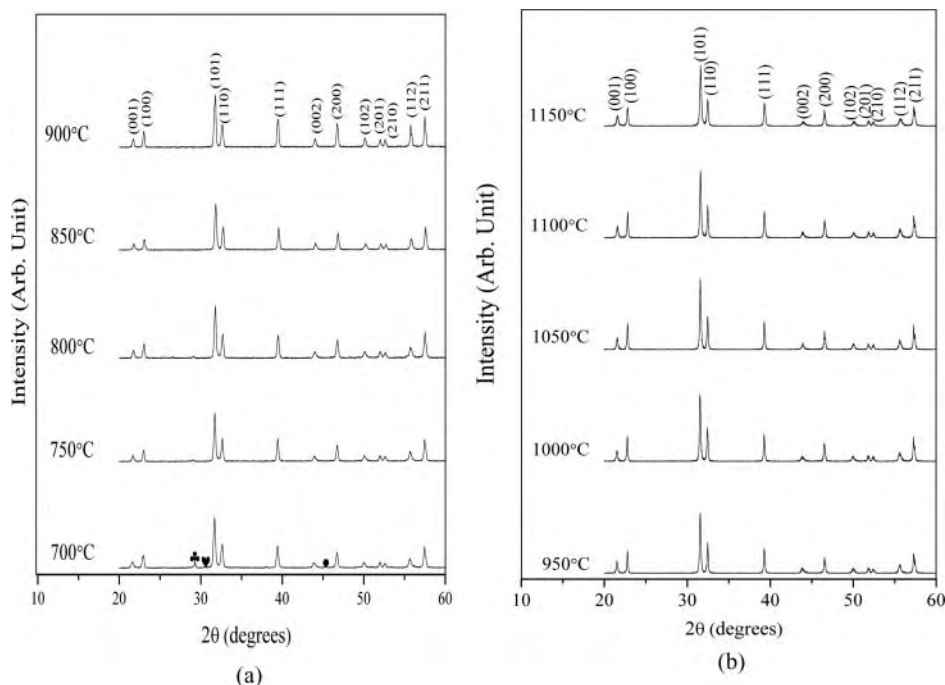 (001)
(100)
(101)
(110)
(111)
(002)
(200)
(102)
(201)
(210)
(112)
(211)
900°C
850°C
800°C
750°C
700°C
♣ ♥ ●
Intensity (Arb. Unit)
10 20 30 40 50 60
2θ (degrees)
(a)
(001)
(100)
(101)
(110)
(111)
(002)
(200)
(102)
(201)
(210)
(112)
(211)
1150°C
1100°C
1050°C
1000°C
950°C
Intensity (Arb. Unit)
10 20 30 40 50 60
2θ (degrees)
(b)